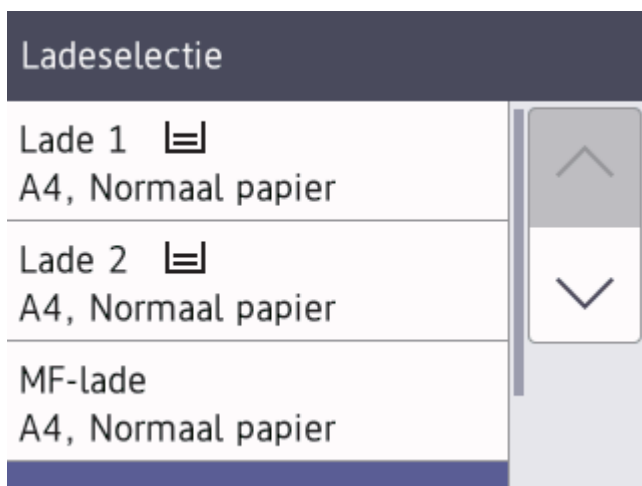 Ladeselectie
Lade 1
A4, Normaal papier
Lade 2
A4, Normaal papier
MF-lade
A4, Normaal papier